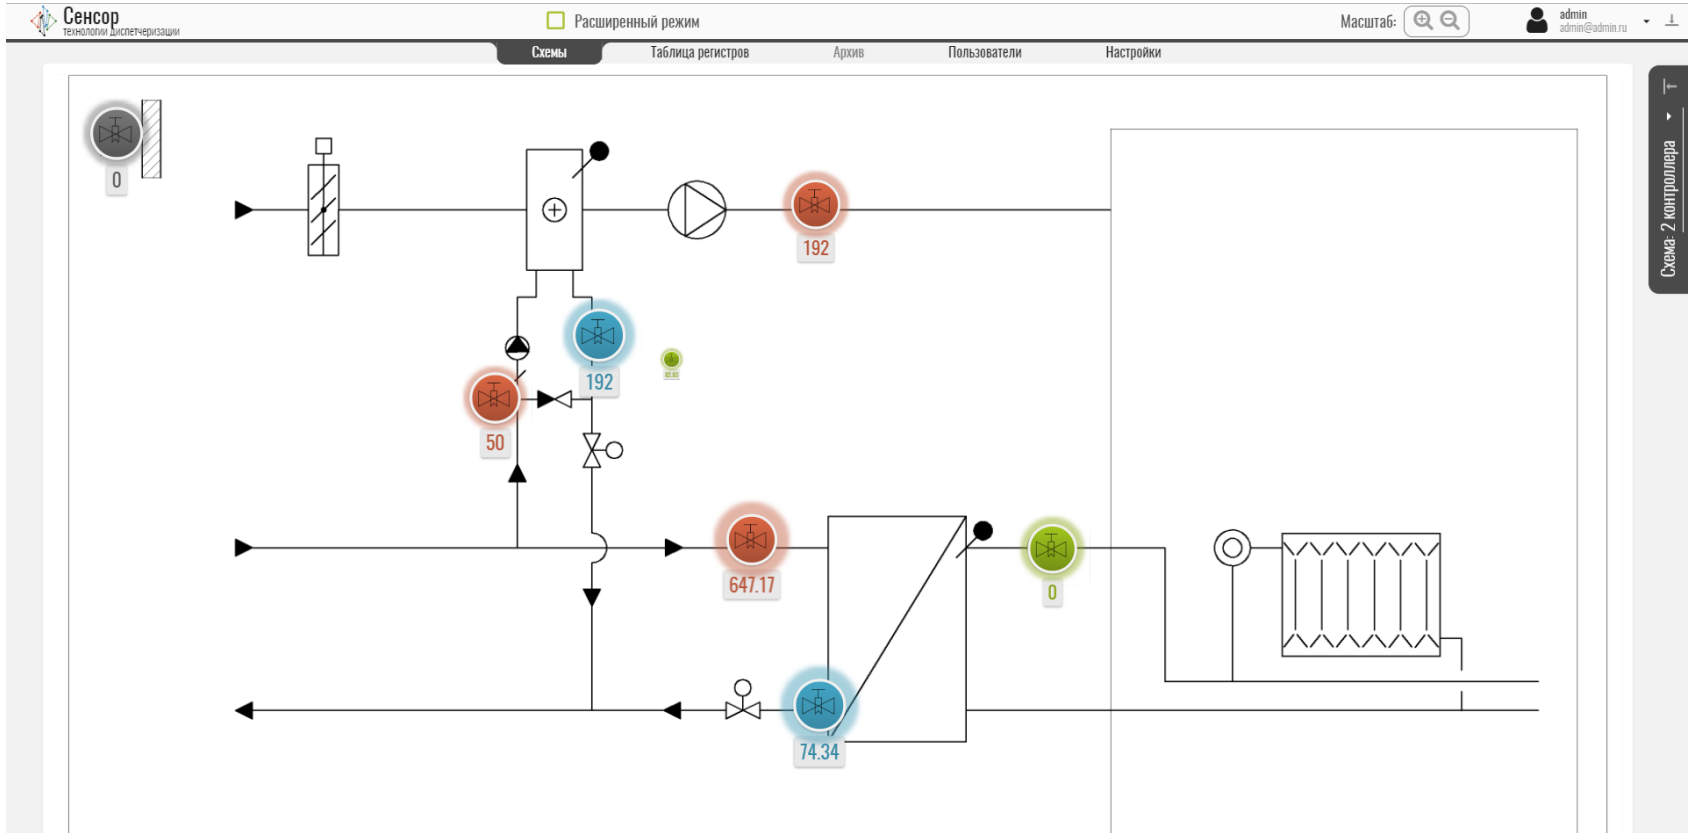 Сенсор
технологии диспетчеризации
Расширенный режим
Масштаб:
admin
admin@admin.ru
Схемы
Таблица регистров
Архив
Пользователи
Настройки
Схема: 2 контроллера
0
192
192
50
647.17
0
74.34